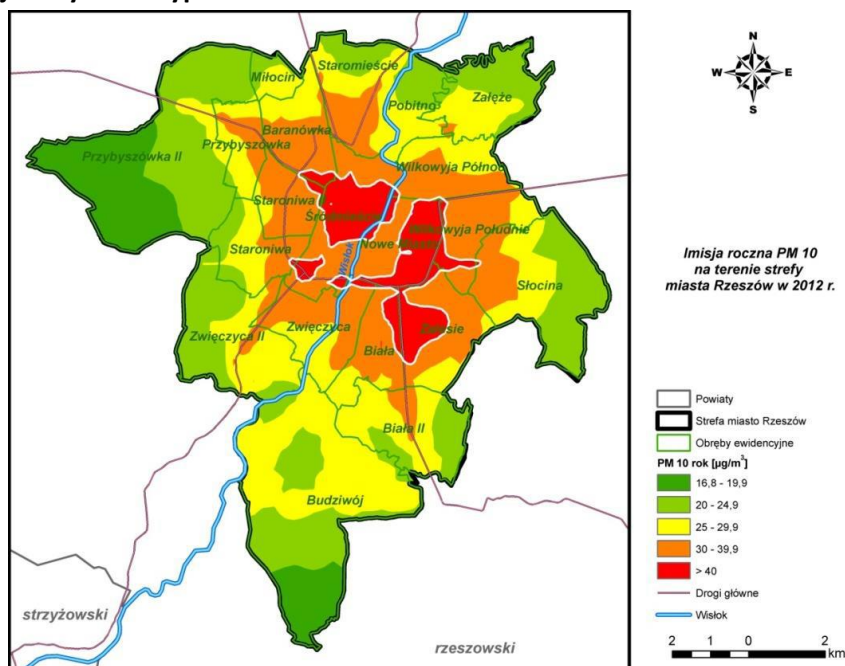 N
W E
S
Miłocin
Staromieście
Pobitno
Załęże
Baranówka
Przybyszówka
Przybyszówka II
Wilkowyja Północ
Staroniwa II
Śródmieście
Wilkowyja Południe
Nowe Miasto
Staroniwa
Wisłok
Słocina
Zwięczyca II
Zwięczyca
Zalesie
Biała
Biała II
Budziwój
strzyżowski
rzeszowski
Imisja roczna PM 10
na terenie strefy
miasta Rzeszów w 2012 r.
Powiaty
Strefa miasto Rzeszów
Obręby ewidencyjne
PM 10 rok [µg/m³]
16,8 - 19,9
20 - 24,9
25 - 29,9
30 - 39,9
> 40
Drogi główne
Wisłok
2 1 0 2
km